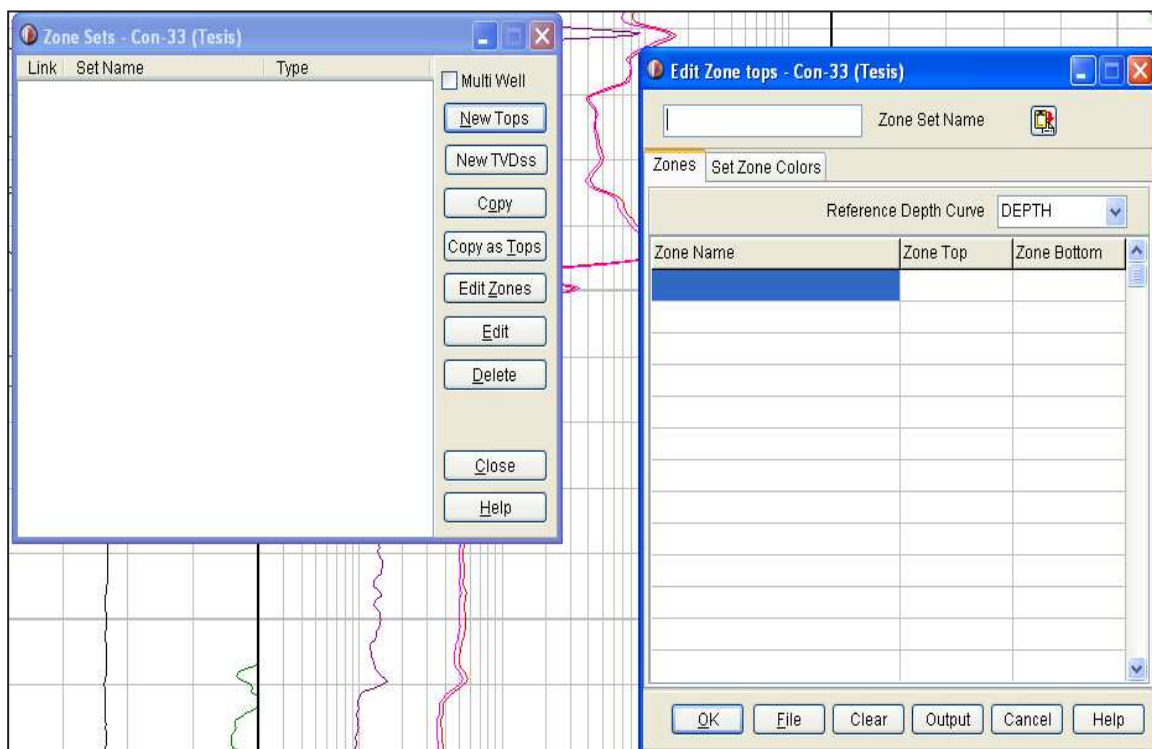 Zone Sets - Con-33 (Tesis)
Link Set Name Type
Multi Well
New Tops
New TVDss
Copy
Copy as Tops
Edit Zones
Edit
Delete
Close
Help
Edit Zone tops - Con-33 (Tesis)
Zone Set Name
Zones Set Zone Colors
Reference Depth Curve DEPTH
Zone Name Zone Top Zone Bottom
OK File Clear Output Cancel Help